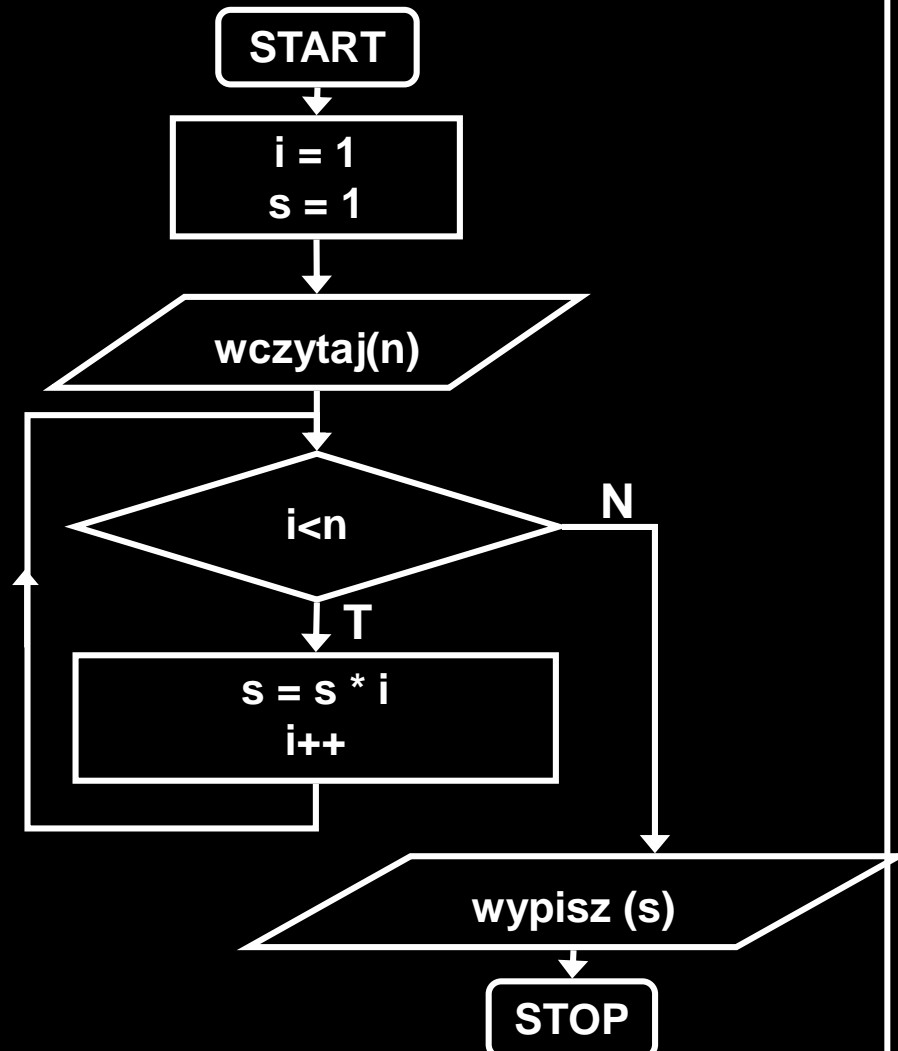 START
i = 1
s = 1
wczytaj(n)
i<n
N
T
s = s * i
i++
wypisz (s)
STOP